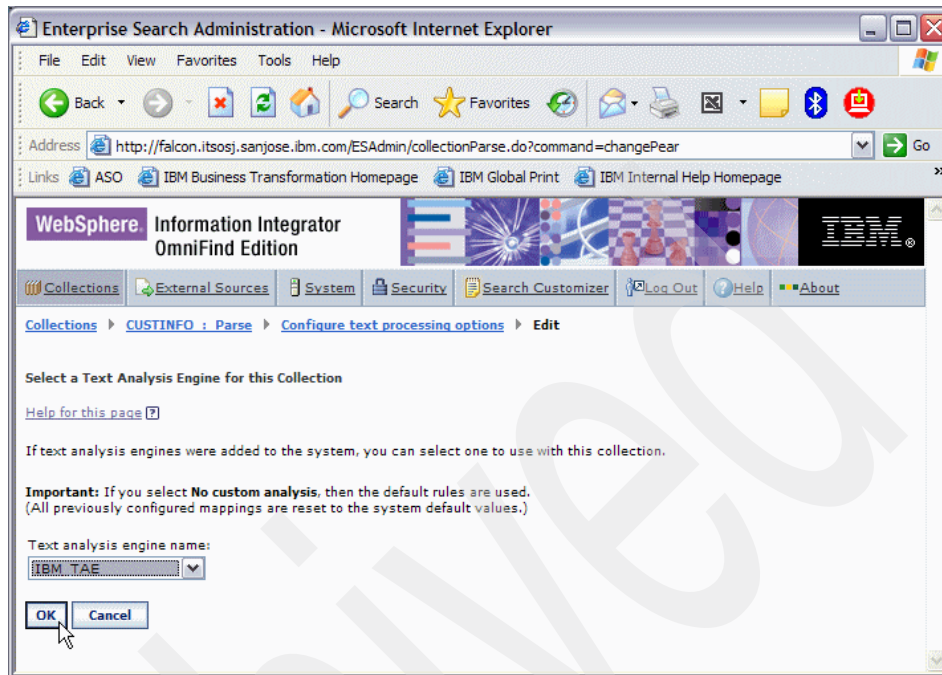 Enterprise Search Administration - Microsoft Internet Explorer
File Edit View Favorites Tools Help
Back Search Favorites
Address http://falcon.itsosj.sanjose.ibm.com/ESAdmin/collectionParse.do?command=changePear Go
Links ASO IBM Business Transformation Homepage IBM Global Print IBM Internal Help Homepage »
WebSphere. Information Integrator
OmniFind Edition
IBM®
Collections External Sources System Security Search Customizer Log Out Help About
Collections CUSTINFO : Parse Configure text processing options Edit
Select a Text Analysis Engine for this Collection
Help for this page ?
If text analysis engines were added to the system, you can select one to use with this collection.
Important: If you select No custom analysis, then the default rules are used.
(All previously configured mappings are reset to the system default values.)
Text analysis engine name:
IBM TAE
OK Cancel